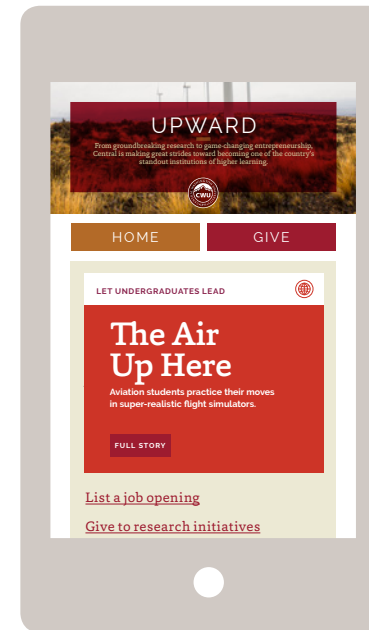 UPWARD
From groundbreaking research to game-changing entrepreneurship,
Central is making great strides toward becoming one of the country's
standout institutions of higher learning.
CWU
HOME
GIVE
LET UNDERGRADUATES LEAD
The Air
Up Here
Aviation students practice their moves
in super-realistic flight simulators.
FULL STORY
List a job opening
Give to research initiatives